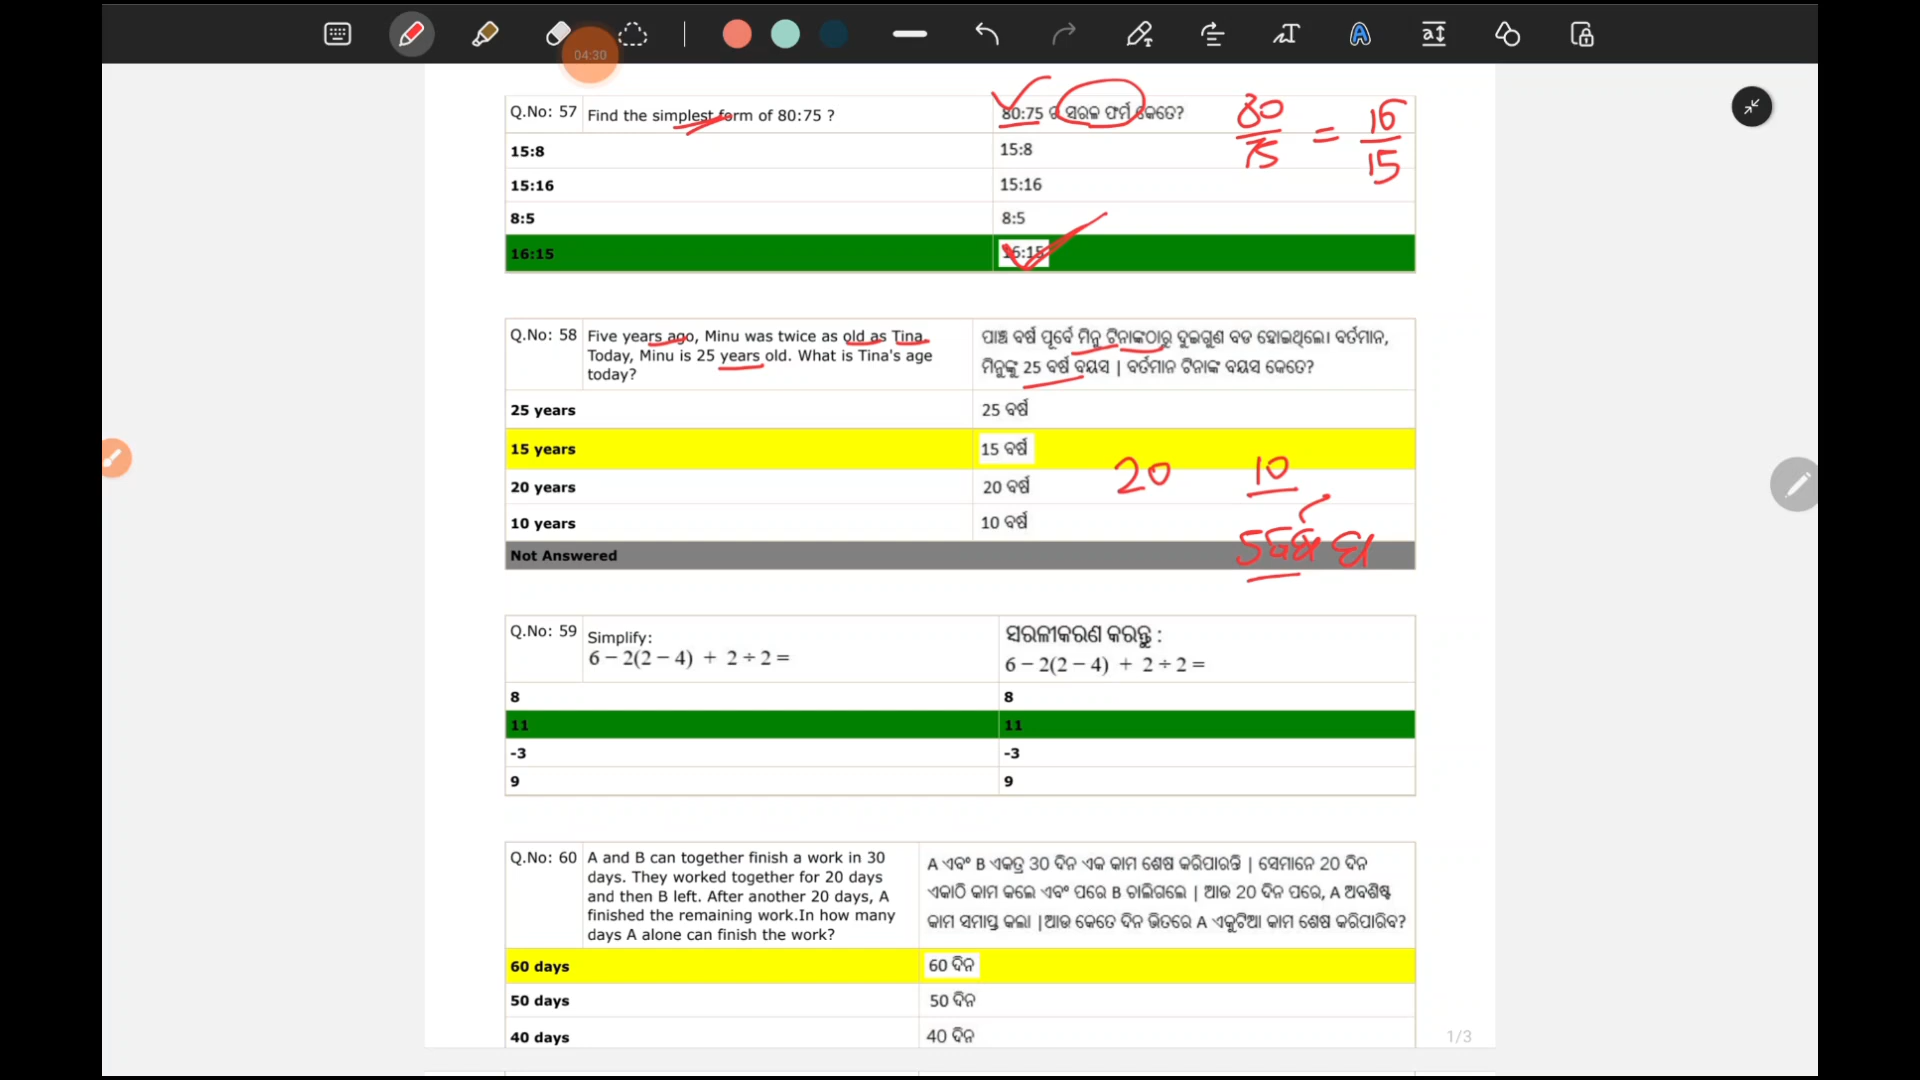 04:30
Q.No: 57 Find the simplest form of 80:75 ? 80:75 ର ସରଳ ଫର୍ମ କେତେ?
80/75 = 16/15
15:8 15:8
15:16 15:16
8:5 8:5
16:15 16:15
Q.No: 58 Five years ago, Minu was twice as old as Tina.
Today, Minu is 25 years old. What is Tina's age
today?
ପାଞ୍ଚ ବର୍ଷ ପୂର୍ବେ ମିନୁ ଟିନାଙ୍କଠାରୁ ଦୁଇଗୁଣ ବଡ ହୋଇଥିଲେ। ବର୍ତମାନ,
ମିନୁଙ୍କୁ 25 ବର୍ଷ ବୟସ | ବର୍ତମାନ ଟିନାଙ୍କ ବୟସ କେତେ?
25 years 25 ବର୍ଷ
15 years 15 ବର୍ଷ
20 10
20 years 20 ବର୍ଷ
10 years 10 ବର୍ଷ
Not Answered
Q.No: 59 Simplify:
6 − 2(2 − 4) + 2 ÷ 2 =
ସରଳୀକରଣ କରନ୍ତୁ :
6 − 2(2 − 4) + 2 ÷ 2 =
8 8
11 11
-3 -3
9 9
Q.No: 60 A and B can together finish a work in 30
days. They worked together for 20 days
and then B left. After another 20 days, A
finished the remaining work.In how many
days A alone can finish the work?
A ଏବଂ B ଏକତ୍ର 30 ଦିନ ଏକ କାମ ଶେଷ କରିପାରନ୍ତି | ସେମାନେ 20 ଦିନ
ଏକାଠି କାମ କଲେ ଏବଂ ପରେ B ଚାଲିଗଲେ | ଆଉ 20 ଦିନ ପରେ, A ଅବଶିଷ୍ଟ
କାମ ସମାପ୍ତ କଲା |ଆଉ କେତେ ଦିନ ଭିତରେ A ଏକୁଟିଆ କାମ ଶେଷ କରିପାରିବ?
60 days 60 ଦିନ
50 days 50 ଦିନ
40 days 40 ଦିନ
1/3